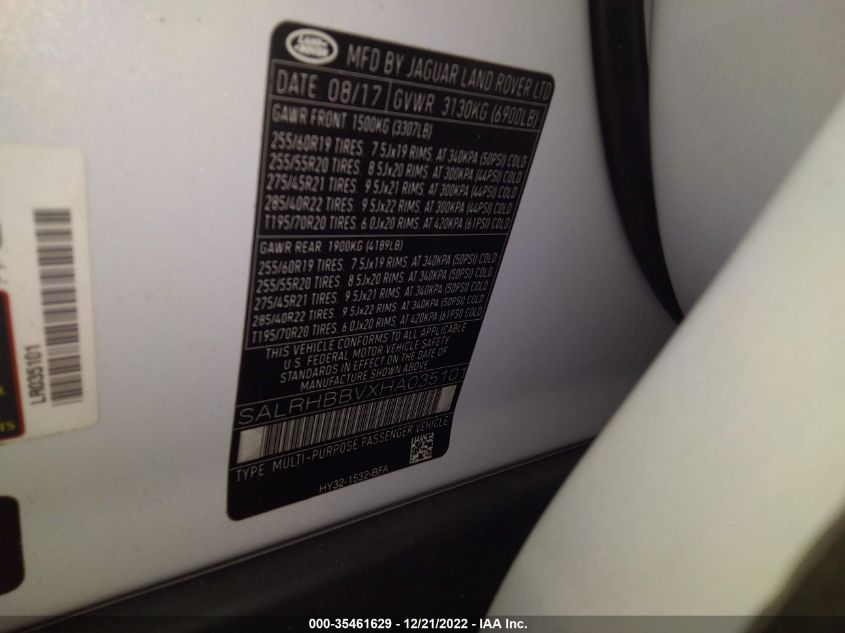 LAND
ROVER
MFD BY JAGUAR LAND ROVER LTD
DATE 08/17 GVWR 3130KG (6900LB)
GAWR FRONT 1500KG (3307LB)
255/60R19 TIRES. 7 5Jx19 RIMS. AT 340KPA (50PSI) COLD
255/55R20 TIRES. 8 5Jx20 RIMS. AT 300KPA (44PSI) COLD
275/45R21 TIRES. 9 5Jx21 RIMS. AT 300KPA (44PSI) COLD
285/40R22 TIRES. 9 5Jx22 RIMS. AT 300KPA (44PSI) COLD
T195/70R20 TIRES. 6 0Jx20 RIMS. AT 420KPA (61PSI) COLD
GAWR REAR 1900KG (4189LB)
255/60R19 TIRES. 7 5Jx19 RIMS. AT 340KPA (50PSI) COLD
255/55R20 TIRES. 8 5Jx20 RIMS. AT 340KPA (50PSI) COLD
275/45R21 TIRES. 9 5Jx21 RIMS. AT 340KPA (50PSI) COLD
285/40R22 TIRES. 9 5Jx22 RIMS. AT 340KPA (50PSI) COLD
T195/70R20 TIRES. 6 0Jx20 RIMS. AT 420KPA (61PSI) COLD
THIS VEHICLE CONFORMS TO ALL APPLICABLE
U.S. FEDERAL MOTOR VEHICLE SAFETY
STANDARDS IN EFFECT ON THE DATE OF
MANUFACTURE SHOWN ABOVE
SALRHBBVXHA035101
TYPE MULTI-PURPOSE PASSENGER VEHICLE
HY32-1532-BFA
LR035101
000-35461629 - 12/21/2022 - IAA Inc.